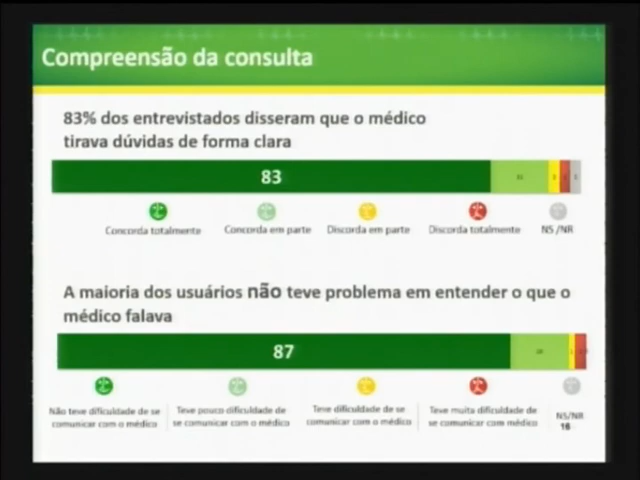 Compreensão da consulta
83% dos entrevistados disseram que o médico
tirava dúvidas de forma clara
83
Concorda totalmente
Concorda em parte
Discorda em parte
Discorda totalmente
NS /NR
A maioria dos usuários não teve problema em entender o que o
médico falava
87
Não teve dificuldade de se
comunicar com o médico
Teve pouco dificuldade de
se comunicar com o médico
Teve dificuldade de se
comunicar com o médico
Teve muita dificuldade de
se comunicar com médico
NS/NR
16